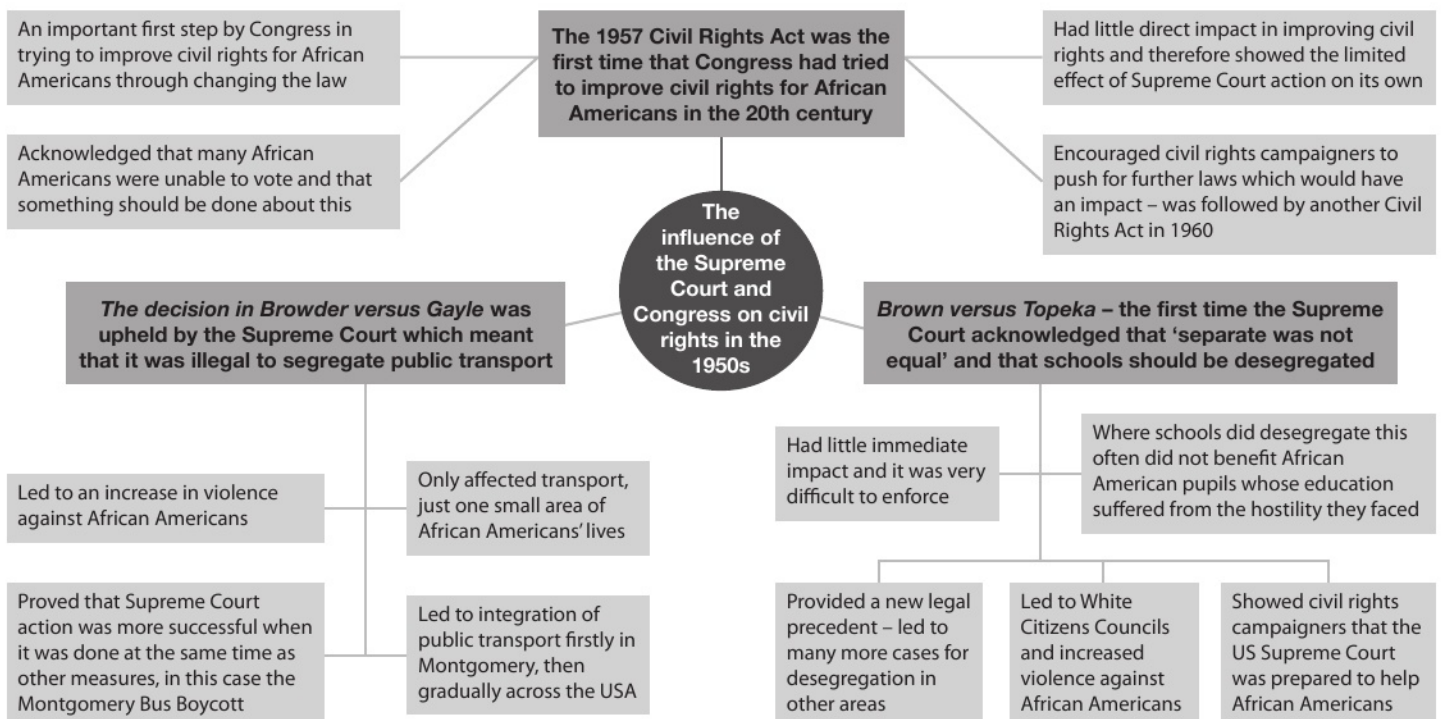 An important first step by Congress in
trying to improve civil rights for African
Americans through changing the law
Acknowledged that many African
Americans were unable to vote and that
something should be done about this
The 1957 Civil Rights Act was the
first time that Congress had tried
to improve civil rights for African
Americans in the 20th century
Had little direct impact in improving civil
rights and therefore showed the limited
effect of Supreme Court action on its own
Encouraged civil rights campaigners to
push for further laws which would have
an impact – was followed by another Civil
Rights Act in 1960
The
influence of
the Supreme
Court and
Congress on civil
rights in the
1950s
The decision in Browder versus Gayle was
upheld by the Supreme Court which meant
that it was illegal to segregate public transport
Led to an increase in violence
against African Americans
Only affected transport,
just one small area of
African Americans' lives
Proved that Supreme Court
action was more successful when
it was done at the same time as
other measures, in this case the
Montgomery Bus Boycott
Led to integration of
public transport firstly in
Montgomery, then
gradually across the USA
Brown versus Topeka – the first time the Supreme
Court acknowledged that 'separate was not
equal' and that schools should be desegregated
Had little immediate
impact and it was very
difficult to enforce
Where schools did desegregate this
often did not benefit African
American pupils whose education
suffered from the hostility they faced
Provided a new legal
precedent – led to
many more cases for
desegregation in
other areas
Led to White
Citizens Councils
and increased
violence against
African Americans
Showed civil rights
campaigners that the
US Supreme Court
was prepared to help
African Americans